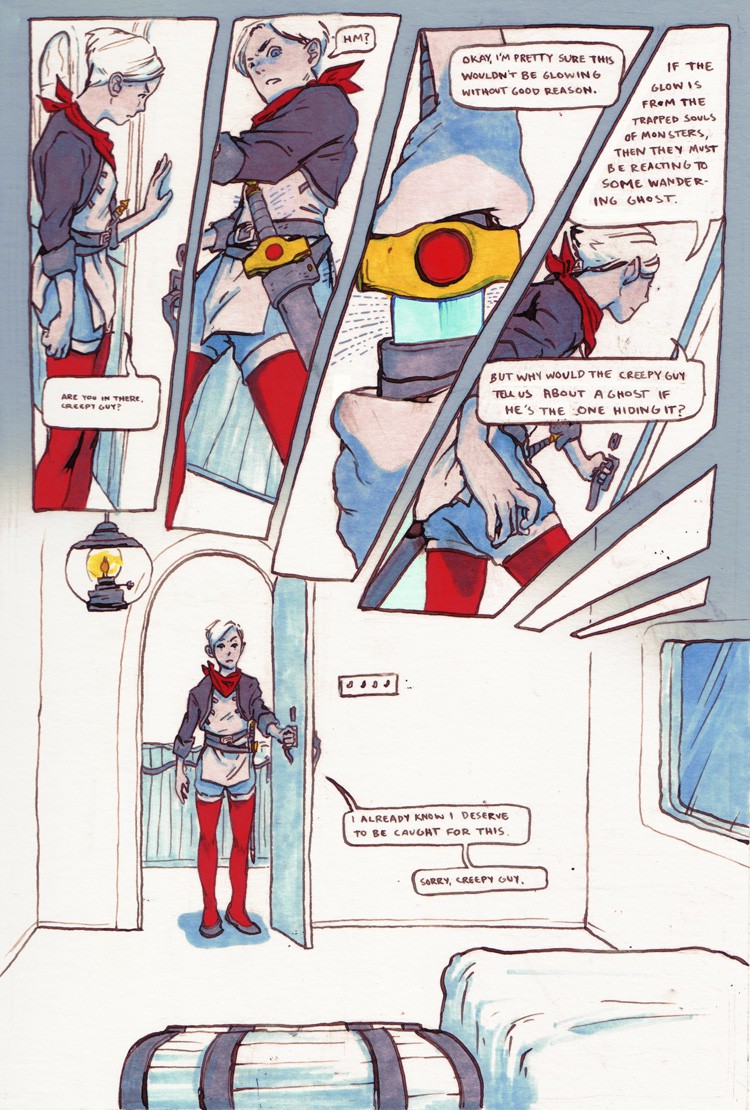 ARE YOU IN THERE,
CREEPY GUY?
HM?
OKAY, I'M PRETTY SURE THIS
WOULDN'T BE GLOWING
WITHOUT GOOD REASON.
IF THE
GLOW IS
FROM THE
TRAPPED SOULS
OF MONSTERS,
THEN THEY MUST
BE REACTING TO
SOME WANDER-
ING GHOST.
BUT WHY WOULD THE CREEPY GUY
TELL US ABOUT A GHOST IF
HE'S THE ONE HIDING IT?
I ALREADY KNOW I DESERVE
TO BE CAUGHT FOR THIS.
SORRY, CREEPY GUY.